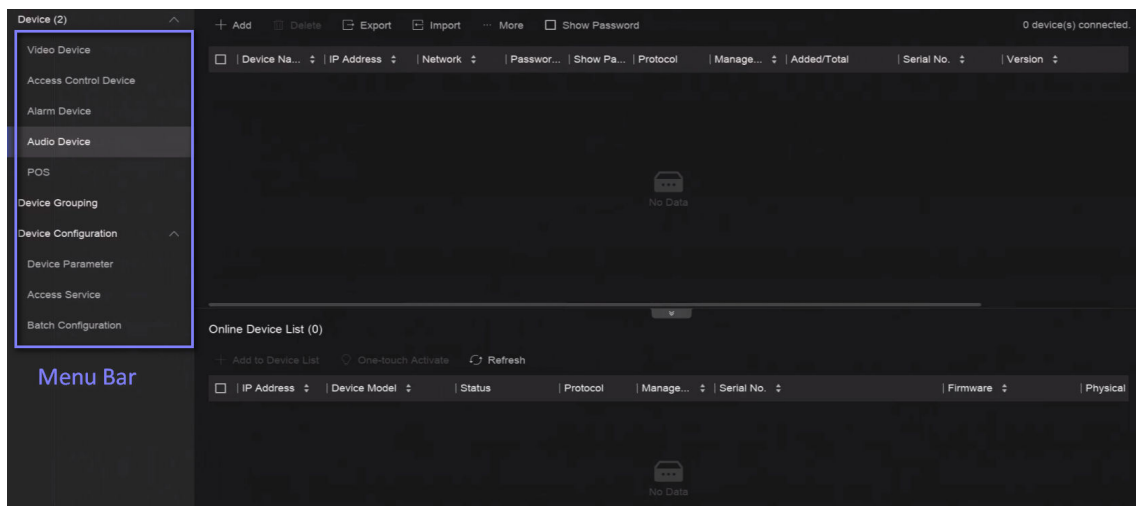 Device (2)
Video Device
Access Control Device
Alarm Device
Audio Device
POS
Device Grouping
Device Configuration
Device Parameter
Access Service
Batch Configuration
Menu Bar
Add Delete Export Import ... More Show Password 0 device(s) connected.
Device Na... IP Address Network Passwor... Show Pa... Protocol Manage... Added/Total Serial No. Version
No Data
Online Device List (0)
Add to Device List One-touch Activate Refresh
IP Address Device Model Status Protocol Manage... Serial No. Firmware Physical
No Data